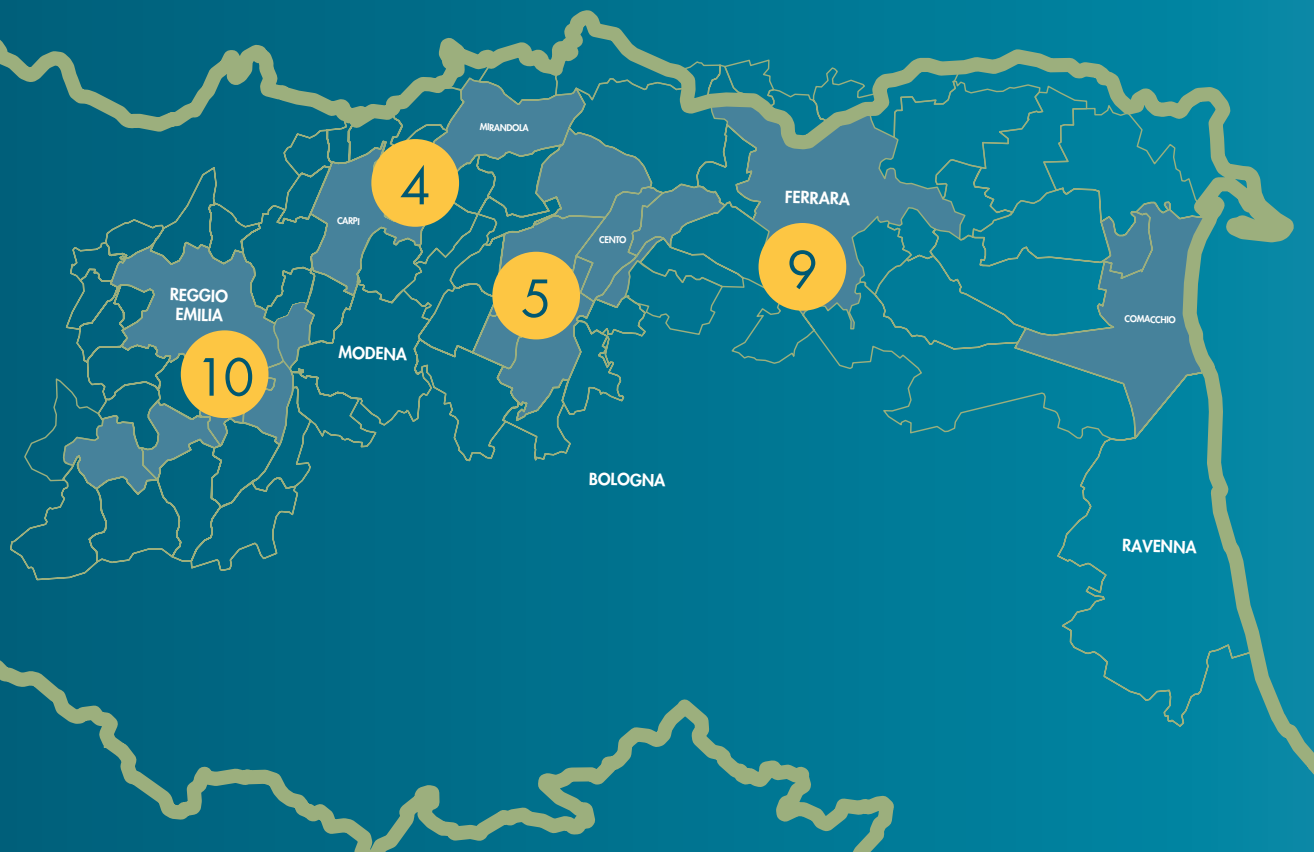 MIRANDOLA
4
CARPI
FERRARA
CENTO
9
5
REGGIO
EMILIA
COMACCHIO
MODENA
10
BOLOGNA
RAVENNA